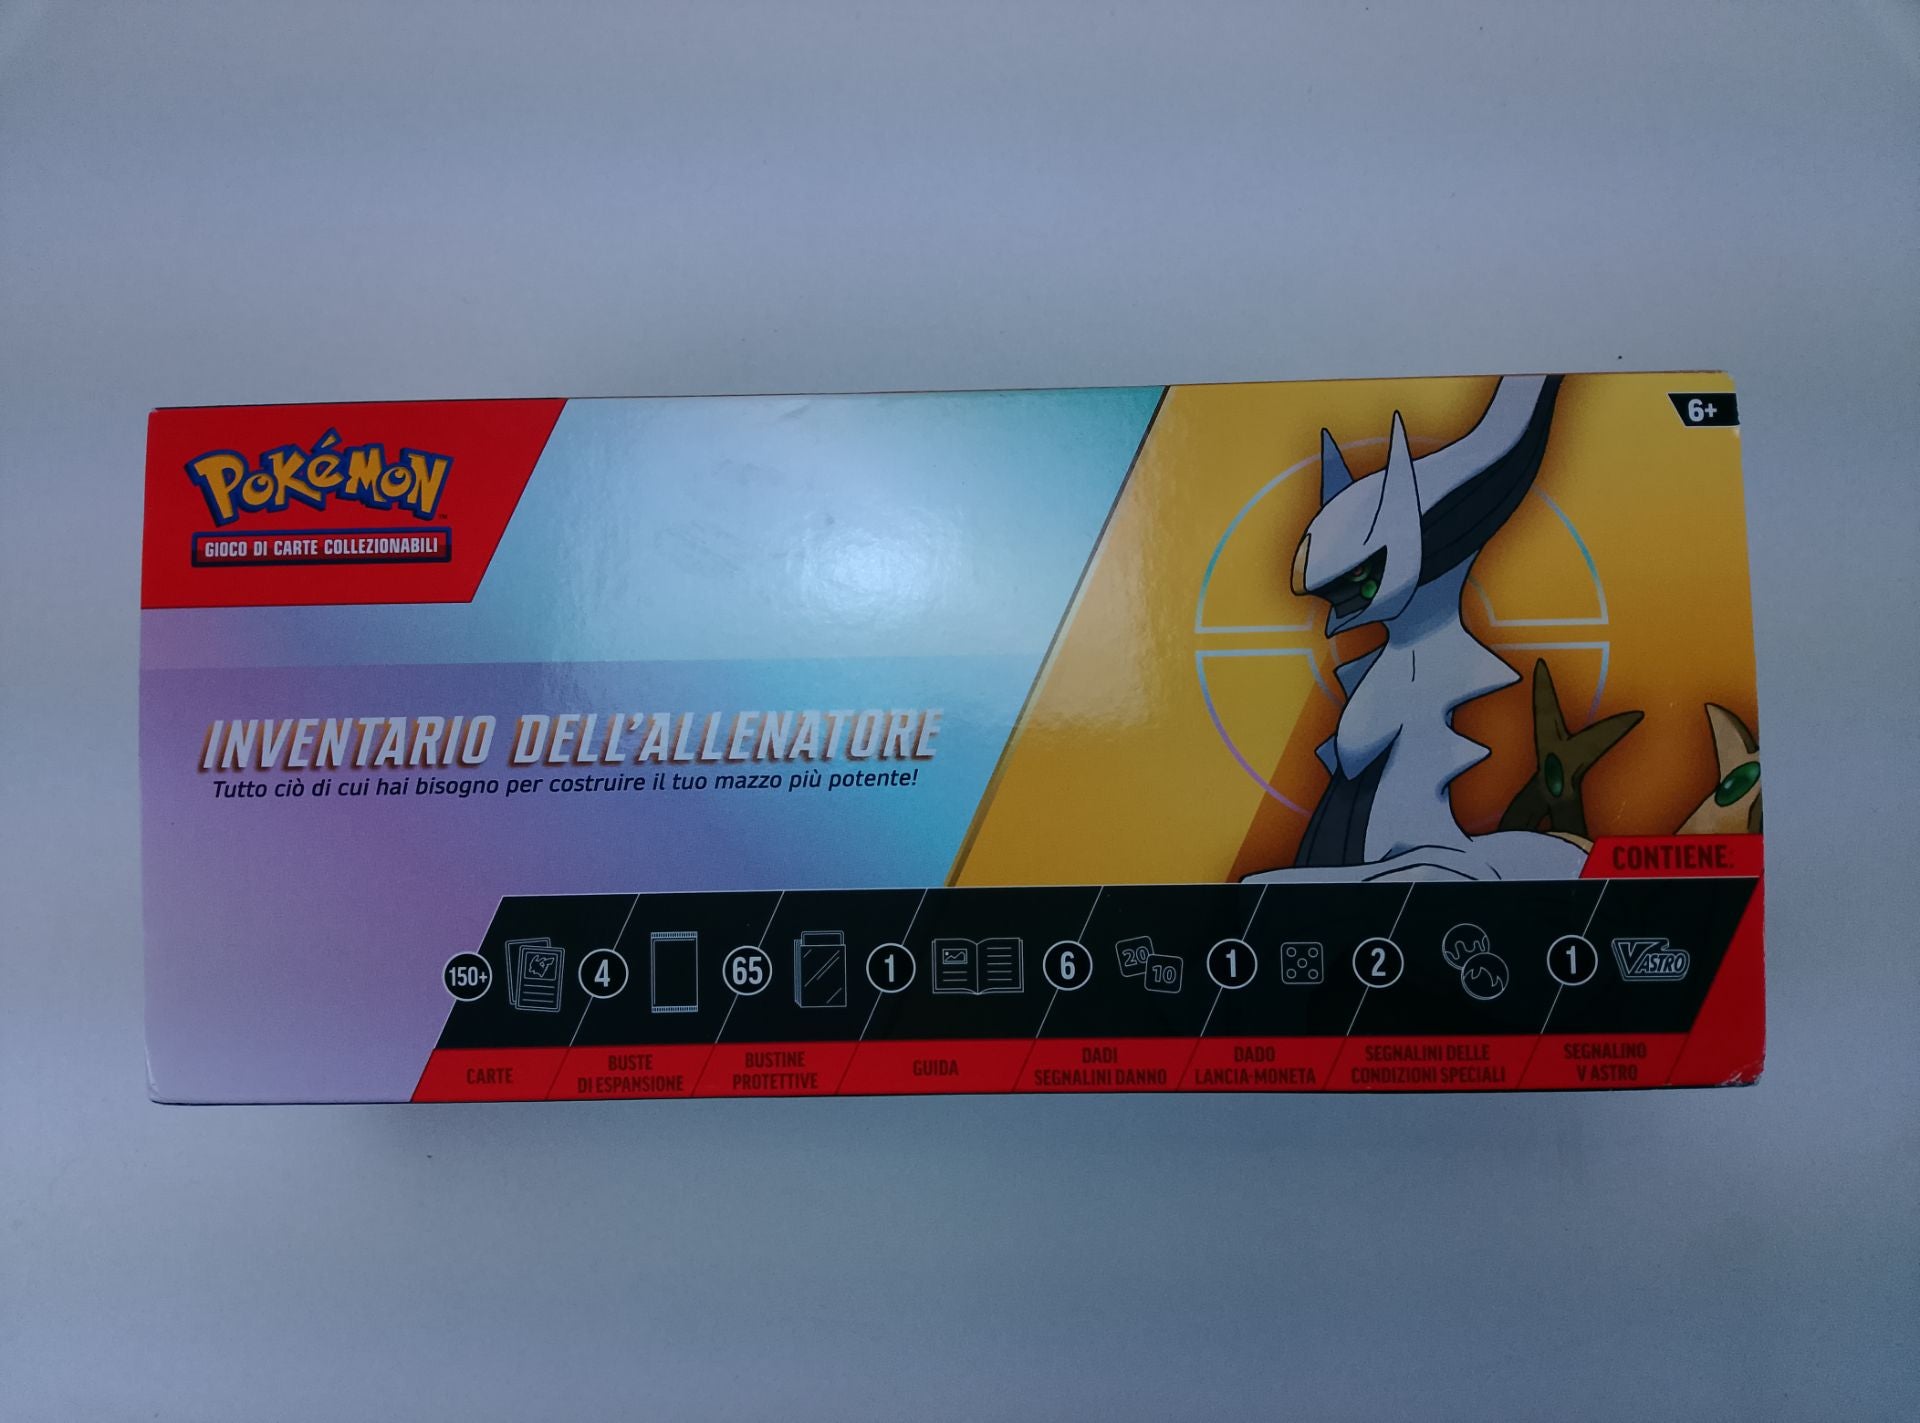 6+
POKéMON
™
GIOCO DI CARTE COLLEZIONABILI
INVENTARIO DELL'ALLENATORE
Tutto ciò di cui hai bisogno per costruire il tuo mazzo più potente!
CONTIENE:
150+
CARTE
4
BUSTE
DI ESPANSIONE
65
BUSTINE
PROTETTIVE
1
GUIDA
6
20
10
DADI
SEGNALINI DANNO
1
DADO
LANCIA-MONETA
2
SEGNALINI DELLE
CONDIZIONI SPECIALI
1
V ASTRO
SEGNALINO
V ASTRO